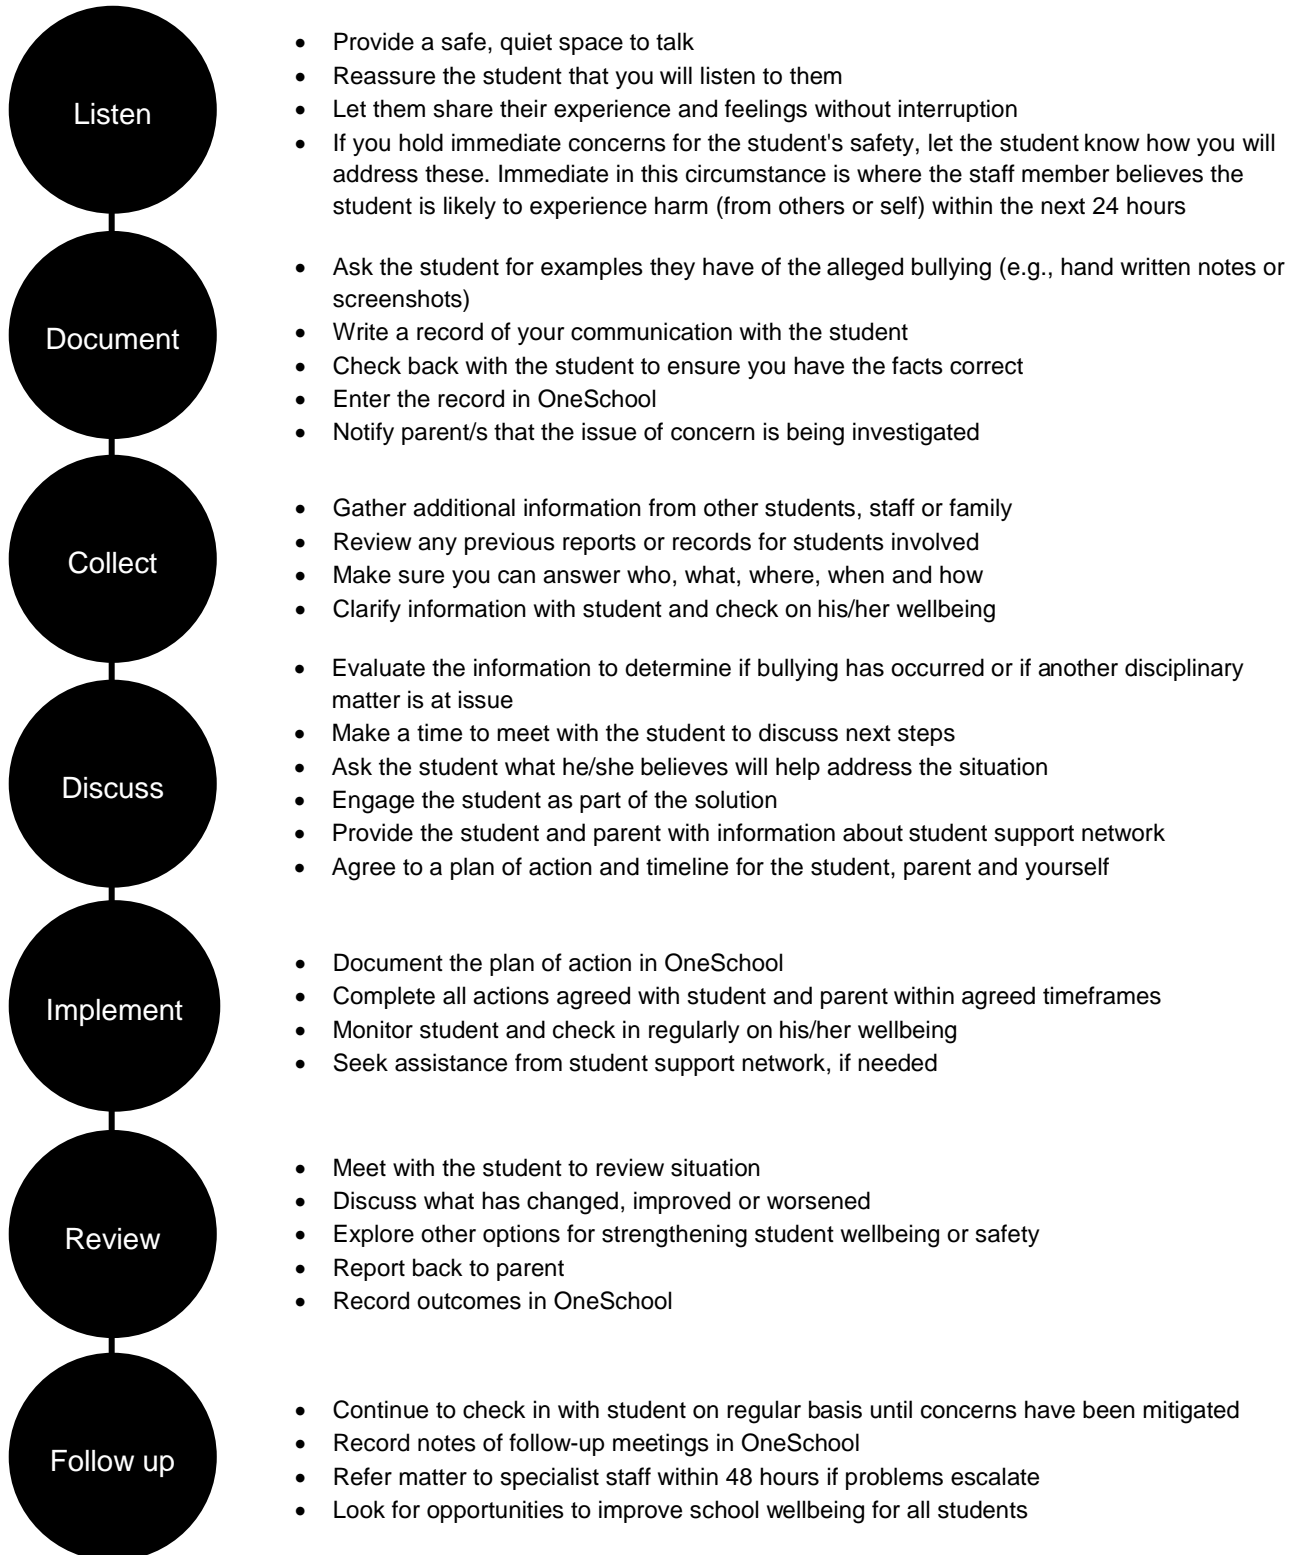 Listen
• Provide a safe, quiet space to talk
• Reassure the student that you will listen to them
• Let them share their experience and feelings without interruption
• If you hold immediate concerns for the student's safety, let the student know how you will
address these. Immediate in this circumstance is where the staff member believes the
student is likely to experience harm (from others or self) within the next 24 hours
Document
• Ask the student for examples they have of the alleged bullying (e.g., hand written notes or
screenshots)
• Write a record of your communication with the student
• Check back with the student to ensure you have the facts correct
• Enter the record in OneSchool
• Notify parent/s that the issue of concern is being investigated
Collect
• Gather additional information from other students, staff or family
• Review any previous reports or records for students involved
• Make sure you can answer who, what, where, when and how
• Clarify information with student and check on his/her wellbeing
Discuss
• Evaluate the information to determine if bullying has occurred or if another disciplinary
matter is at issue
• Make a time to meet with the student to discuss next steps
• Ask the student what he/she believes will help address the situation
• Engage the student as part of the solution
• Provide the student and parent with information about student support network
• Agree to a plan of action and timeline for the student, parent and yourself
Implement
• Document the plan of action in OneSchool
• Complete all actions agreed with student and parent within agreed timeframes
• Monitor student and check in regularly on his/her wellbeing
• Seek assistance from student support network, if needed
Review
• Meet with the student to review situation
• Discuss what has changed, improved or worsened
• Explore other options for strengthening student wellbeing or safety
• Report back to parent
• Record outcomes in OneSchool
Follow up
• Continue to check in with student on regular basis until concerns have been mitigated
• Record notes of follow-up meetings in OneSchool
• Refer matter to specialist staff within 48 hours if problems escalate
• Look for opportunities to improve school wellbeing for all students